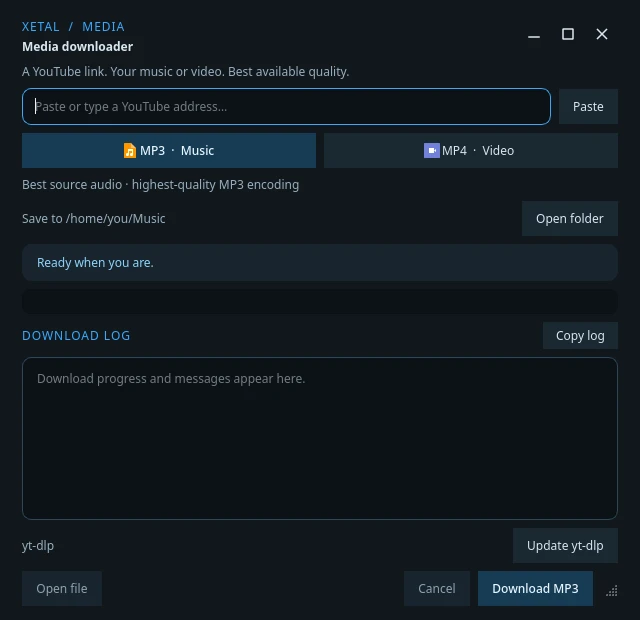 XETAL / MEDIA
Media downloader
A YouTube link. Your music or video. Best available quality.
Paste or type a YouTube address...
Paste
MP3 · Music
MP4 · Video
Best source audio · highest-quality MP3 encoding
Save to /home/you/Music
Open folder
Ready when you are.
DOWNLOAD LOG
Copy log
Download progress and messages appear here.
yt-dlp
Update yt-dlp
Open file
Cancel
Download MP3